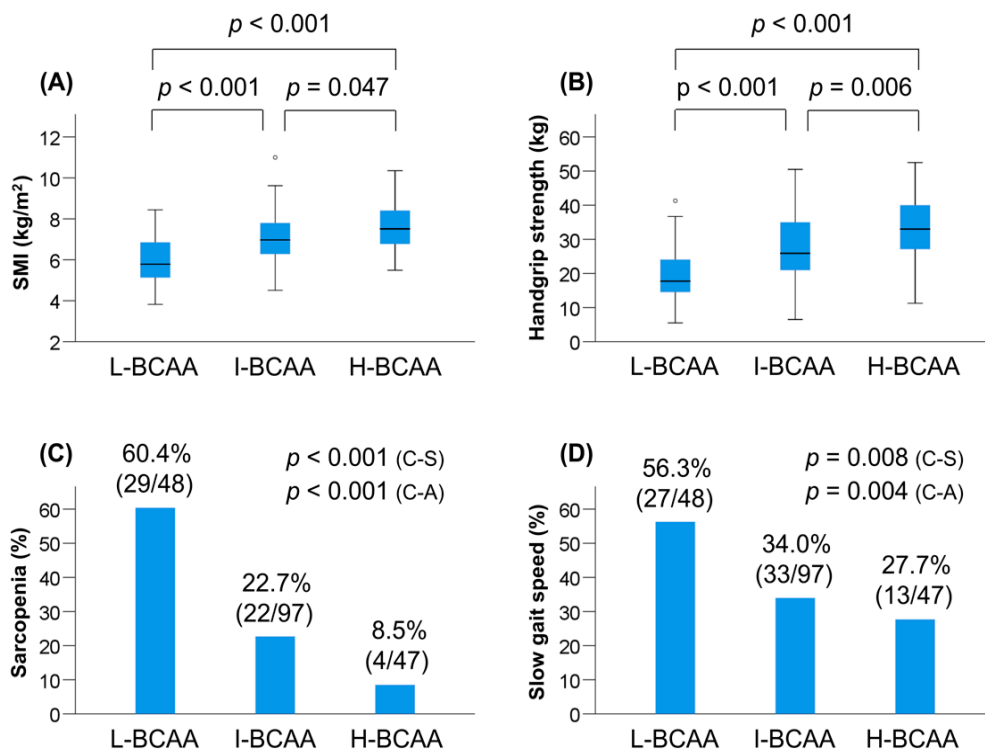 (A)
p < 0.001
p < 0.001
p = 0.047
SMI (kg/m²)
12
10
8
6
4
2
L-BCAA
I-BCAA
H-BCAA
(B)
p < 0.001
p < 0.001
p = 0.006
Handgrip strength (kg)
60
50
40
30
20
10
0
L-BCAA
I-BCAA
H-BCAA
(C)
p < 0.001 (C-S)
p < 0.001 (C-A)
60.4%
(29/48)
22.7%
(22/97)
8.5%
(4/47)
Sarcopenia (%)
60
50
40
30
20
10
0
L-BCAA
I-BCAA
H-BCAA
(D)
p = 0.008 (C-S)
p = 0.004 (C-A)
56.3%
(27/48)
34.0%
(33/97)
27.7%
(13/47)
Slow gait speed (%)
60
50
40
30
20
10
0
L-BCAA
I-BCAA
H-BCAA